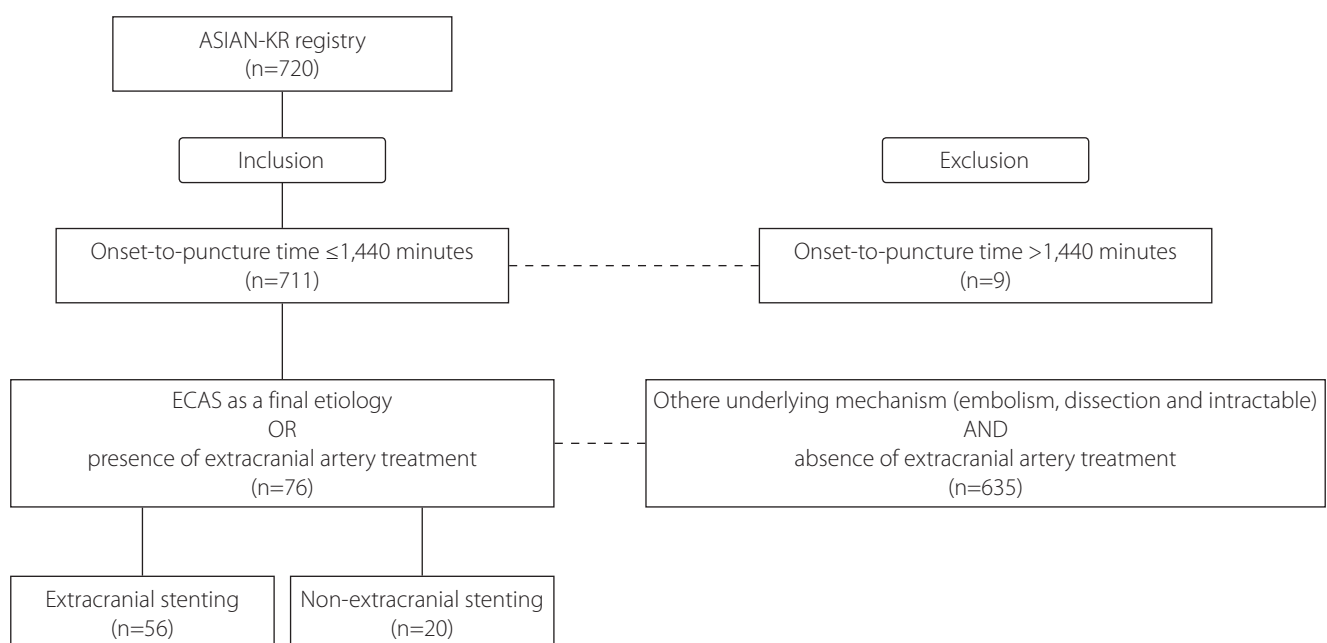 ASIAN-KR registry
(n=720)
Inclusion
Exclusion
Onset-to-puncture time ≤1,440 minutes
(n=711)
Onset-to-puncture time >1,440 minutes
(n=9)
ECAS as a final etiology
OR
presence of extracranial artery treatment
(n=76)
Othere underlying mechanism (embolism, dissection and intractable)
AND
absence of extracranial artery treatment
(n=635)
Extracranial stenting
(n=56)
Non-extracranial stenting
(n=20)